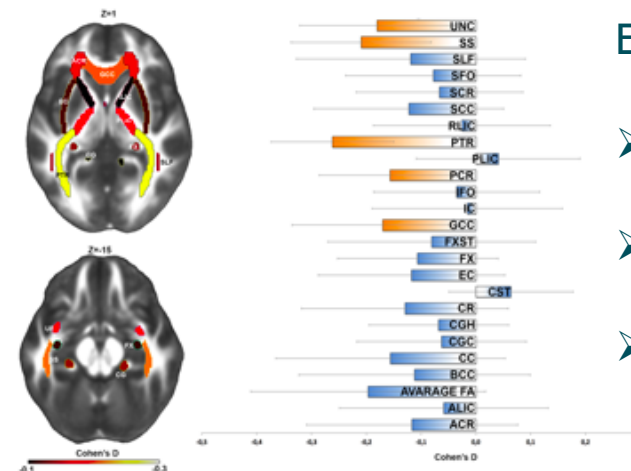 Z=1
ACR
GCC
SLF
PTR
Z=-15
-0.1
-0.3
Cohen's D
UNC
SS
SLF
SFO
SCR
SCC
RLIC
PTR
PLIC
PCR
IFO
IC
GCC
FXST
FX
EC
CST
CR
CGH
CGC
CC
BCC
AVARAGE FA
ALIC
ACR
-0,5
-0,4
-0,3
-0,2
-0,1
0,0
0,1
0,2
Cohen's D